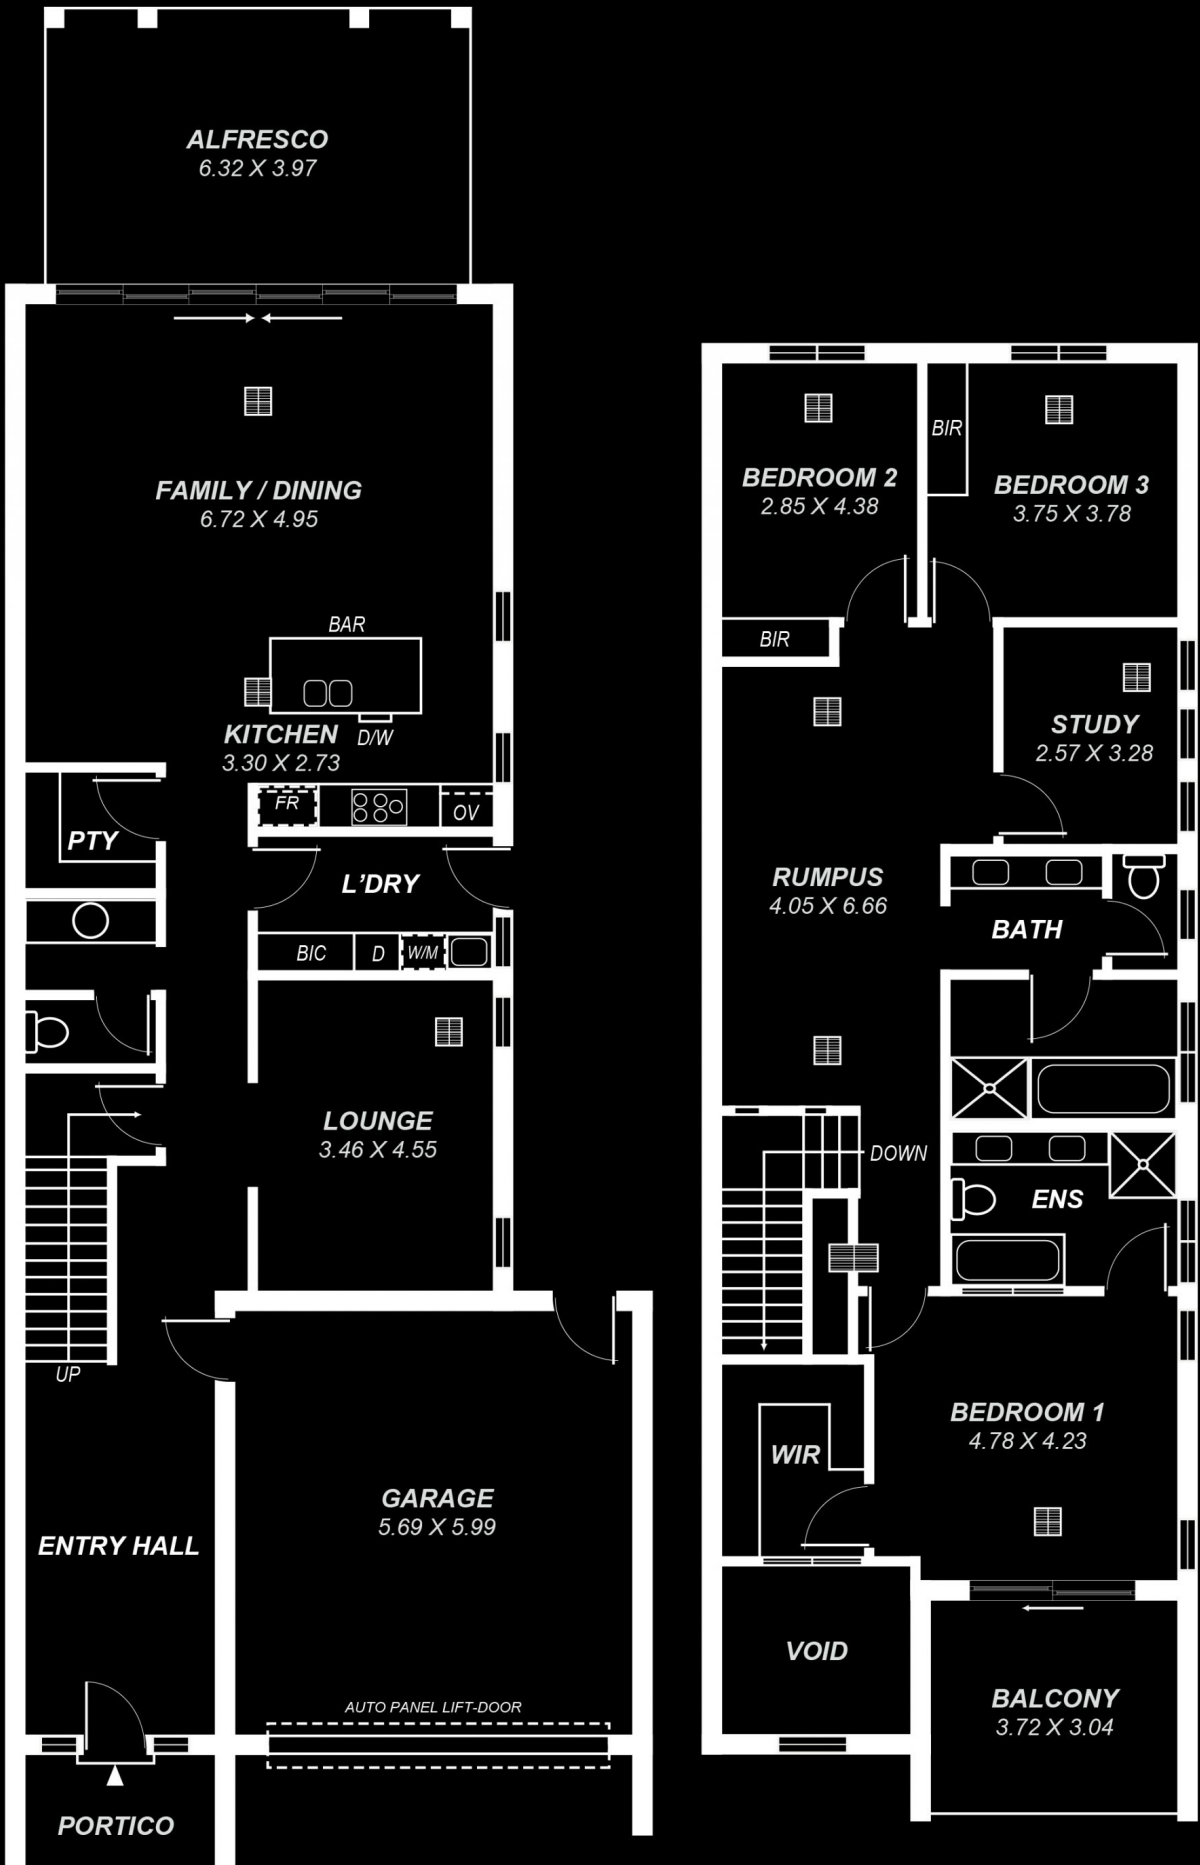 ALFRESCO
6.32 X 3.97
FAMILY / DINING
6.72 X 4.95
BAR
KITCHEN
3.30 X 2.73
D/W
FR
OV
PTY
L'DRY
BIC
D
W/M
LOUNGE
3.46 X 4.55
UP
GARAGE
5.69 X 5.99
ENTRY HALL
AUTO PANEL LIFT-DOOR
PORTICO
BEDROOM 2
2.85 X 4.38
BIR
BEDROOM 3
3.75 X 3.78
BIR
STUDY
2.57 X 3.28
RUMPUS
4.05 X 6.66
BATH
DOWN
ENS
BEDROOM 1
4.78 X 4.23
WIR
VOID
BALCONY
3.72 X 3.04